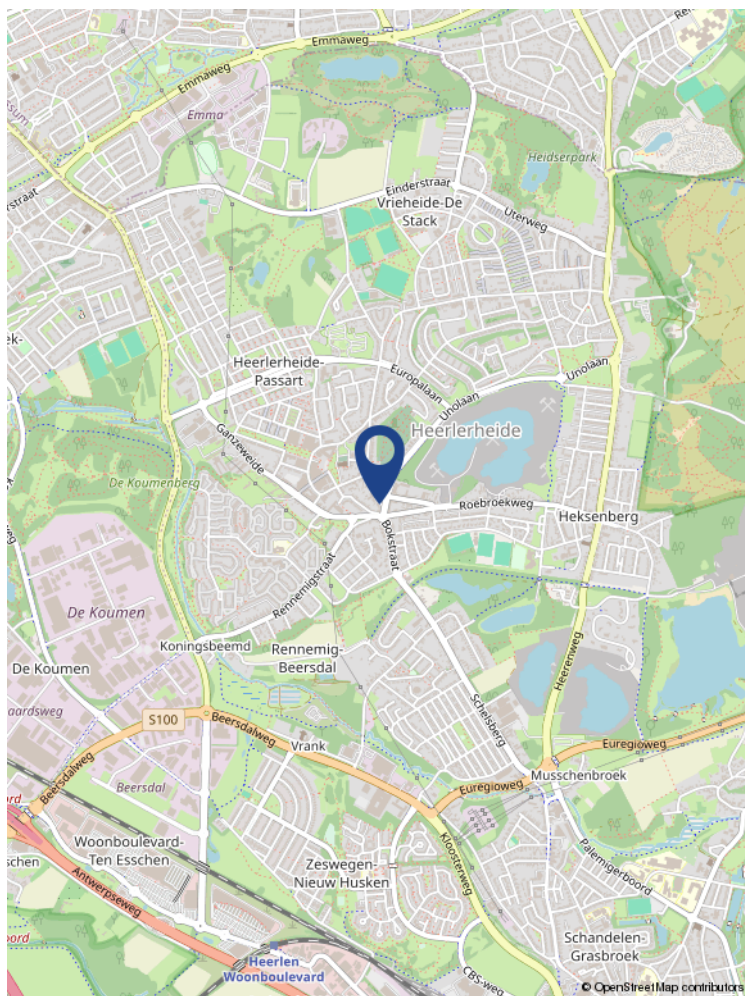 Emmaweg
Emmaweg
Emma
Heidserpark
Einderstraat
Vrieheide-De
Stack
Uterweg
Heerlerheide-
Passart
Europalaan
Unolaan
Unolaan
Ganzeweide
Heerlerheide
De Koumenberg
Roebroekweg
Heksenberg
Bokstraat
Rennemigstraat
De Koumen
Koningsbeemd
Rennemig-
Beersdal
De Koumen
Heerenweg
S100
Beersdalweg
Schelsberg
Vrank
Euregioweg
Beersdalweg
Beersdal
Euregioweg
Musschenbroek
Woonboulevard-
Ten Esschen
Zeswegen-
Nieuw Husken
Kloosterweg
Palemigerboord
Antwerpseweg
Schandelen-
Grasbroek
Heerlen
Woonboulevard
CBS-weg
© OpenStreetMap contributors